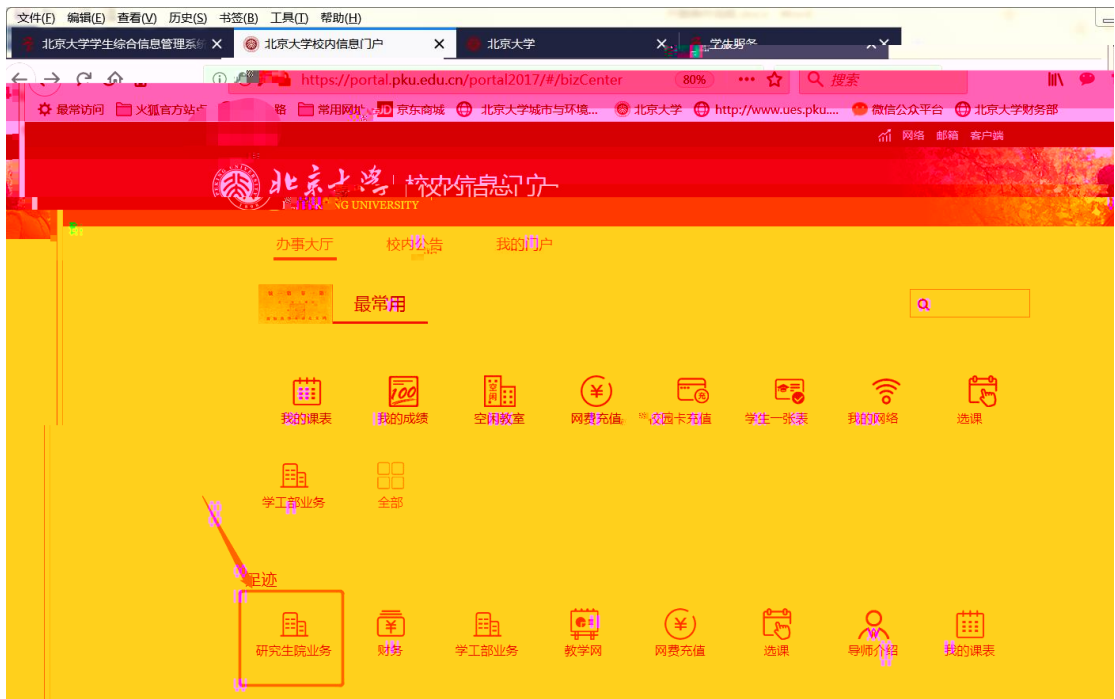 文件(F) 编辑(E) 查看(V) 历史(S) 书签(B) 工具(T) 帮助(H)
北京大学学生综合信息管理系统 北京大学校内信息门户 北京大学 学生服务
https://portal.pku.edu.cn/portal2017/#/bizCenter 80% 搜索
最常访问 火狐官方站点 常用网址 JD 京东商城 北京大学城市与环境... 北京大学 http://www.ues.pku.... 微信公众平台 北京大学财务部
网络 邮箱 客户端
北京大学 校内信息门户
UNIVERSITY
办事大厅 校内公告 我的门户
最常用
我的课表 我的成绩 空闲教室 网费充值 校园卡充值 学生一张表 我的网络 选课
学工部业务 全部
足迹
研究生院业务 财务 学工部业务 教学网 网费充值 选课 导师介绍 我的课表